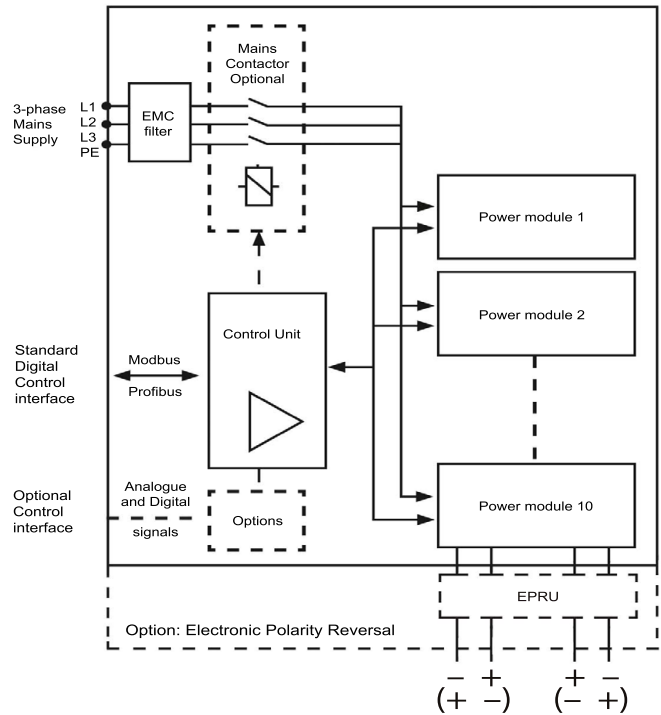 Mains
Contactor
Optional
3-phase
Mains
Supply
L1
L2
L3
PE
EMC
filter
Power module 1
Power module 2
Control Unit
Standard
Digital
Control
interface
Modbus
Profibus
Optional
Control
interface
Analogue
and Digital
signals
Options
Power module 10
EPRU
Option: Electronic Polarity Reversal
− + + −
(+ −) (− +)